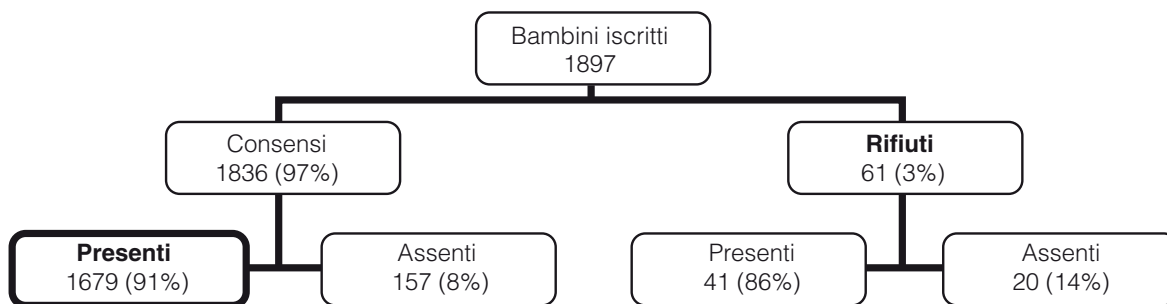 Bambini iscritti
1897
Consensi
1836 (97%)
Rifiuti
61 (3%)
Presenti
1679 (91%)
Assenti
157 (8%)
Presenti
41 (86%)
Assenti
20 (14%)